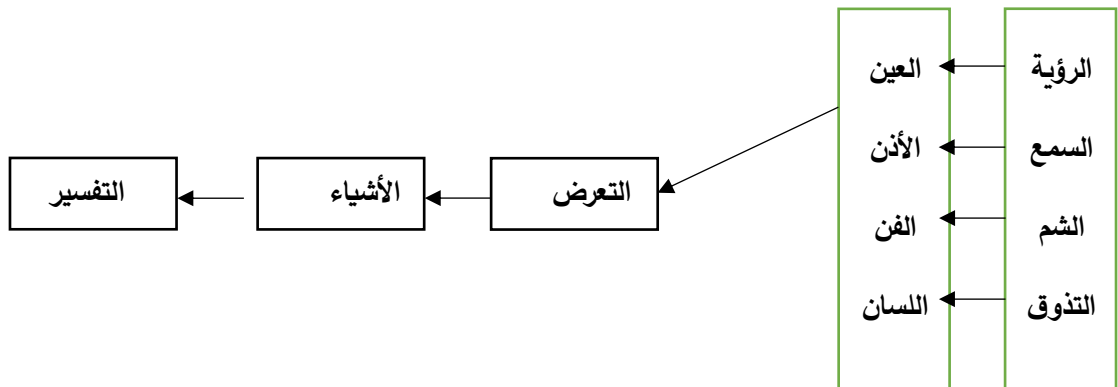 الرؤية
العين
السمع
الأذن
الشم
الفن
التذوق
اللسان
التعرض
الأشياء
التفسير